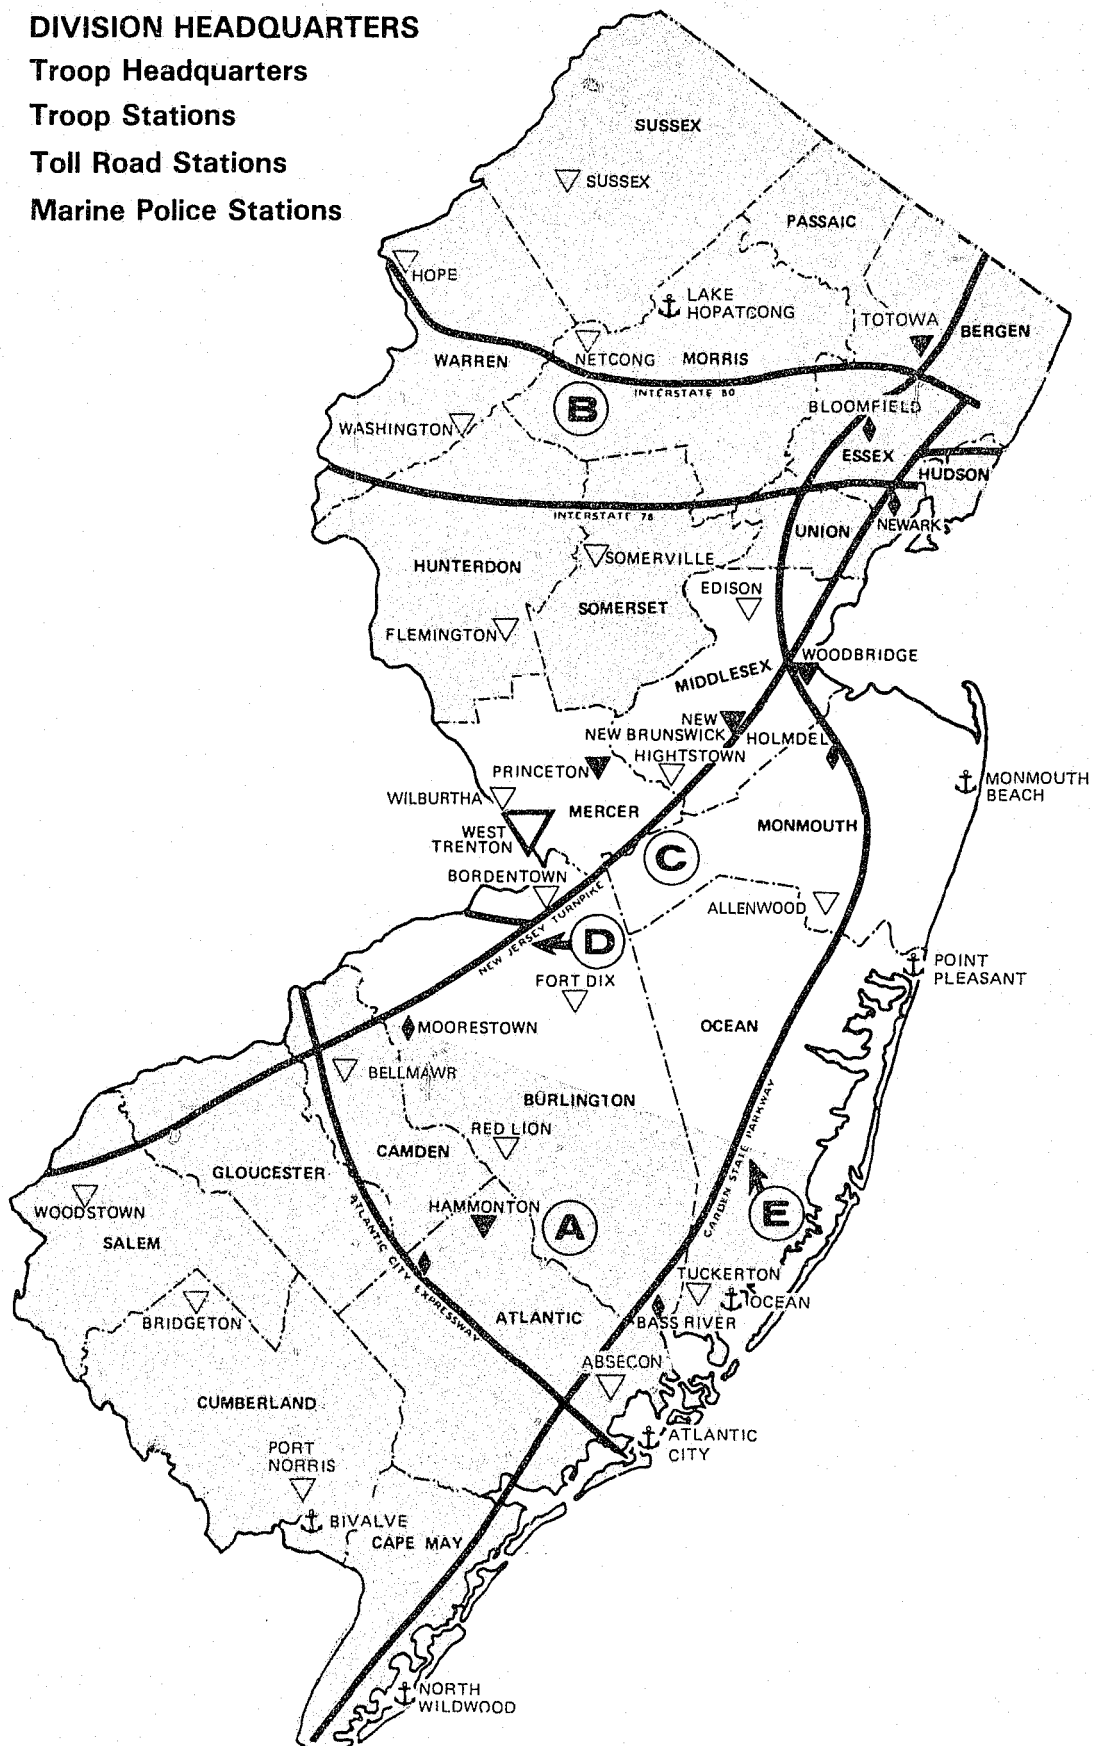 DIVISION HEADQUARTERS
Troop Headquarters
Troop Stations
Toll Road Stations
Marine Police Stations
SUSSEX
SUSSEX
PASSAIC
HOPE
LAKE
HOPATCONG
TOTOWA
BERGEN
WARREN
NETCONG
MORRIS
INTERSTATE 80
B
BLOOMFIELD
WASHINGTON
ESSEX
HUDSON
INTERSTATE 78
NEWARK
UNION
HUNTERDON
SOMERVILLE
EDISON
SOMERSET
FLEMINGTON
WOODBRIDGE
MIDDLESEX
NEW
NEW BRUNSWICK
HOLMDEL
HIGHTSTOWN
PRINCETON
MONMOUTH
BEACH
WILBURTHA
MERCER
WEST
TRENTON
MONMOUTH
C
BORDENTOWN
ALLENWOOD
NEW JERSEY TURNPIKE
D
POINT
PLEASANT
FORT DIX
MOORESTOWN
OCEAN
BELLMAWR
BURLINGTON
RED LION
CAMDEN
GARDEN STATE PARKWAY
GLOUCESTER
WOODSTOWN
HAMMONTON
A
E
SALEM
ATLANTIC CITY EXPRESSWAY
TUCKERTON
OCEAN
BRIDGETON
ATLANTIC
BASS RIVER
ABSECON
CUMBERLAND
ATLANTIC
CITY
PORT
NORRIS
BIVALVE
CAPE MAY
NORTH
WILDWOOD